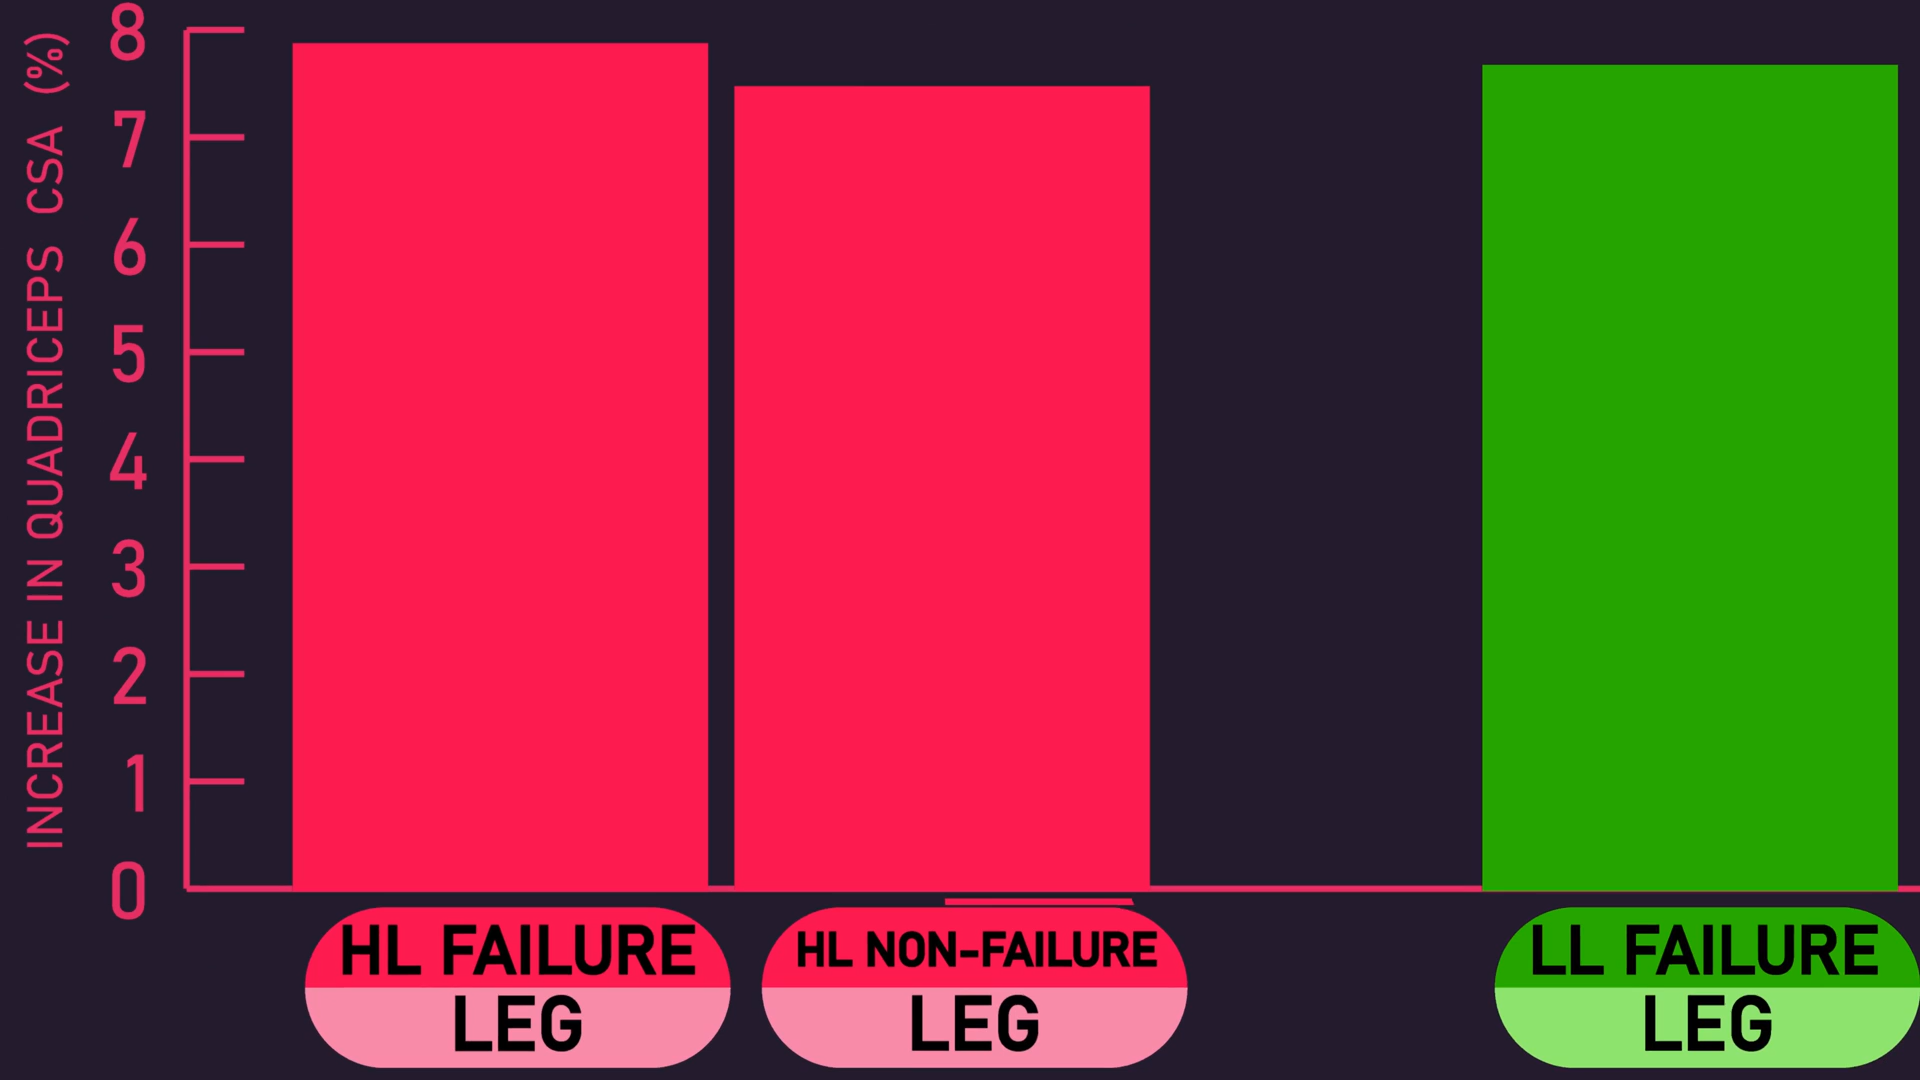 INCREASE IN QUADRICEPS CSA (%)
8
7
6
5
4
3
2
1
0
HL FAILURE
LEG
HL NON-FAILURE
LEG
LL FAILURE
LEG